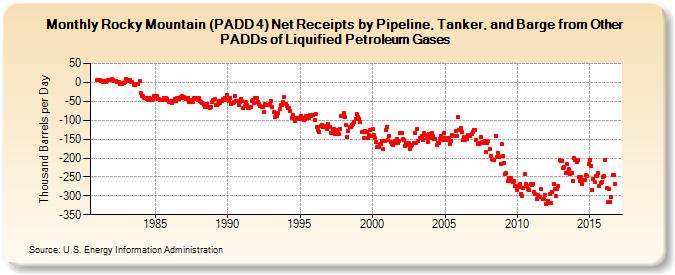 Monthly Rocky Mountain (PADD 4) Net Receipts by Pipeline, Tanker, and Barge from Other
PADDs of Liquified Petroleum Gases
Thousand Barrels per Day
50
0
-50
-100
-150
-200
-250
-300
-350
1985 1990 1995 2000 2005 2010 2015
Source: U.S. Energy Information Administration